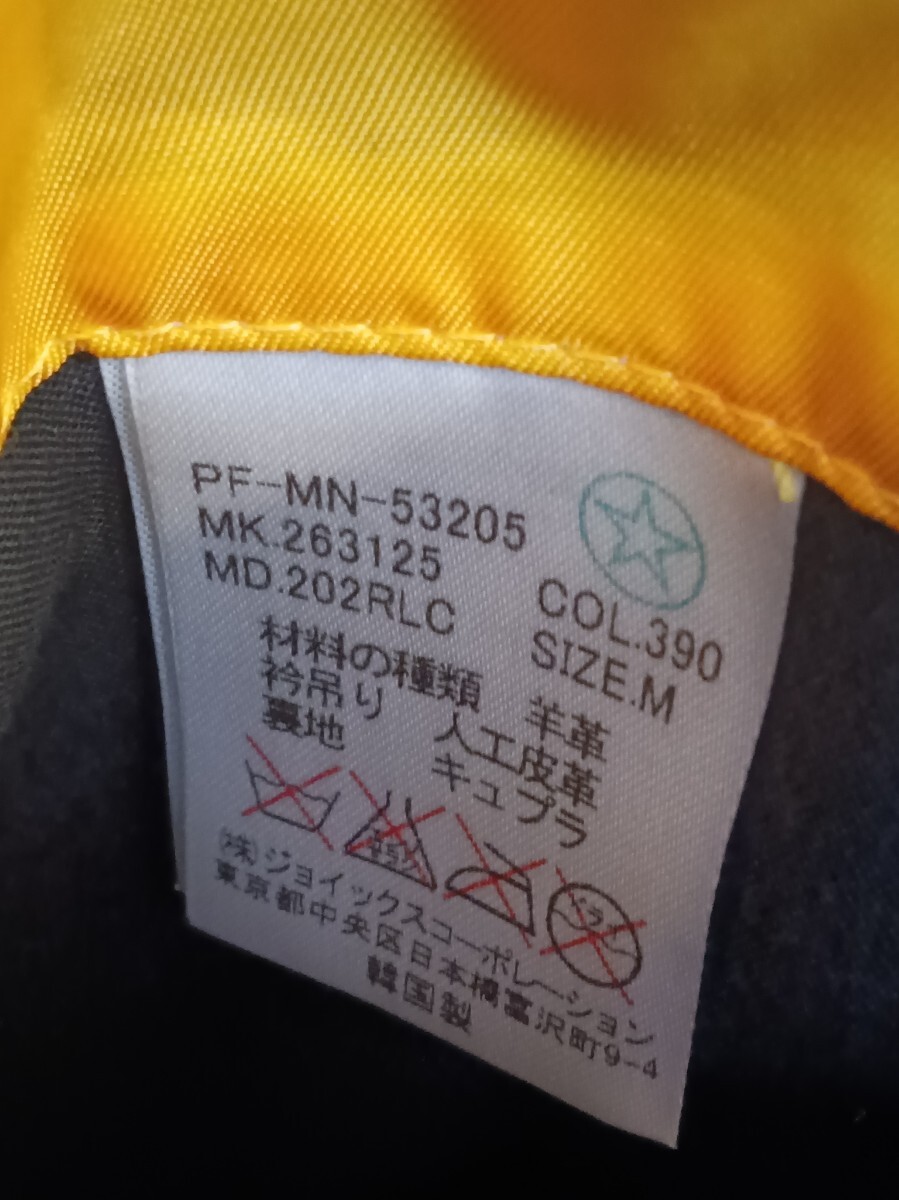 PF-MN-53205
MK.263125 COL.390
MD.202RLC SIZE.M
材料の種類 羊革
衿吊り 人工皮革
裏地 キュプラ
エンソ
ドライ
(株)ジョイックスコーポレーション
東京都中央区日本橋富沢町9-4
韓国製